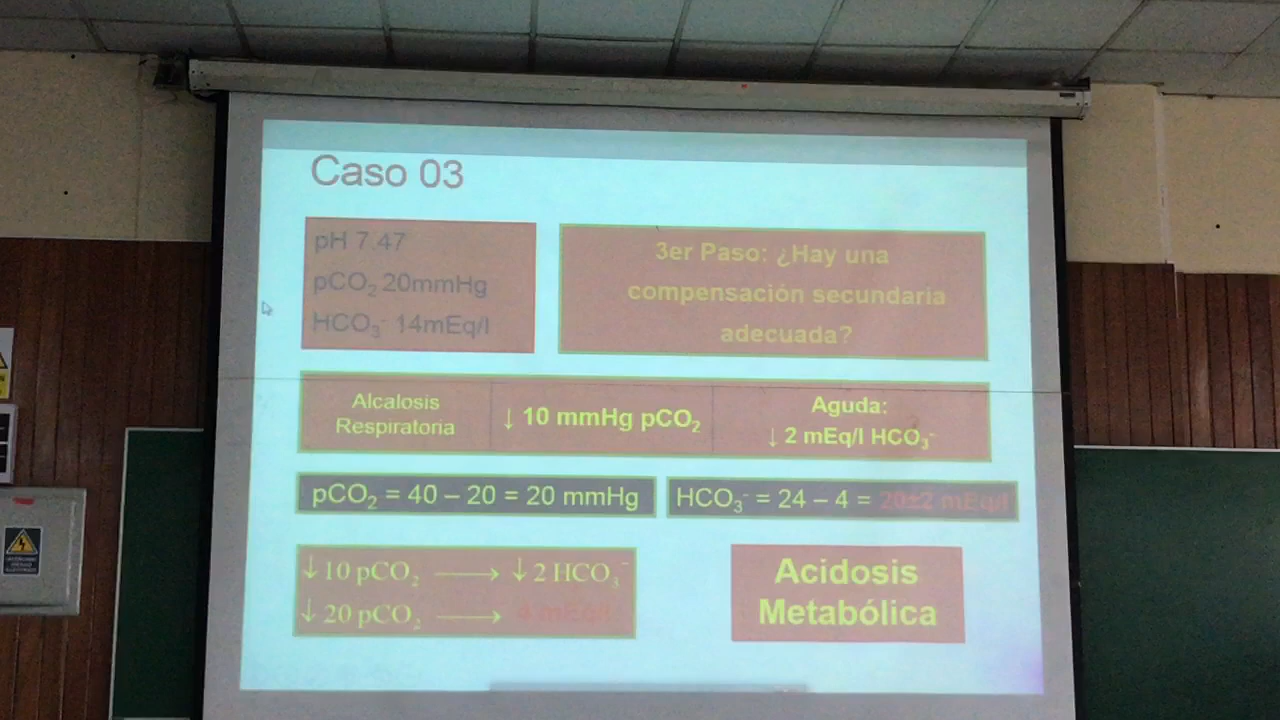 Caso 03
pH 7.47
pCO₂ 20mmHg
HCO₃⁻ 14mEq/l
3er Paso: ¿Hay una
compensación secundaria
adecuada?
Alcalosis
Respiratoria
↓ 10 mmHg pCO₂
Aguda:
↓ 2 mEq/l HCO₃⁻
pCO₂ = 40 – 20 = 20 mmHg
HCO₃⁻ = 24 – 4 = 20±2 mEq/l
↓ 10 pCO₂ → ↓ 2 HCO₃⁻
↓ 20 pCO₂ → 4 mEq/l
Acidosis
Metabólica